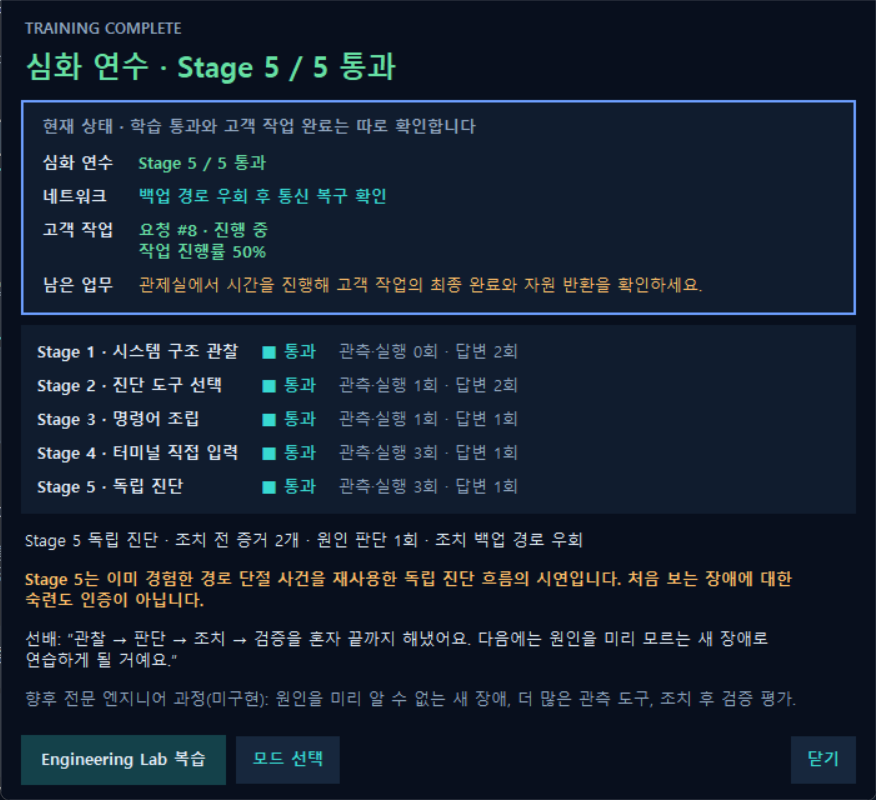 TRAINING COMPLETE
심화 연수 · Stage 5 / 5 통과
현재 상태 · 학습 통과와 고객 작업 완료는 따로 확인합니다
심화 연수 Stage 5 / 5 통과
네트워크 백업 경로 우회 후 통신 복구 확인
고객 작업 요청 #8 · 진행 중
작업 진행률 50%
남은 업무 관제실에서 시간을 진행해 고객 작업의 최종 완료와 자원 반환을 확인하세요.
Stage 1 · 시스템 구조 관찰 ■ 통과 관측·실행 0회 · 답변 2회
Stage 2 · 진단 도구 선택 ■ 통과 관측·실행 1회 · 답변 2회
Stage 3 · 명령어 조립 ■ 통과 관측·실행 1회 · 답변 1회
Stage 4 · 터미널 직접 입력 ■ 통과 관측·실행 3회 · 답변 1회
Stage 5 · 독립 진단 ■ 통과 관측·실행 3회 · 답변 1회
Stage 5 독립 진단 · 조치 전 증거 2개 · 원인 판단 1회 · 조치 백업 경로 우회
Stage 5는 이미 경험한 경로 단절 사건을 재사용한 독립 진단 흐름의 시연입니다. 처음 보는 장애에 대한
숙련도 인증이 아닙니다.
선배: "관찰 → 판단 → 조치 → 검증을 혼자 끝까지 해냈어요. 다음에는 원인을 미리 모르는 새 장애로
연습하게 될 거예요."
향후 전문 엔지니어 과정(미구현): 원인을 미리 알 수 없는 새 장애, 더 많은 관측 도구, 조치 후 검증 평가.
Engineering Lab 복습 모드 선택 닫기